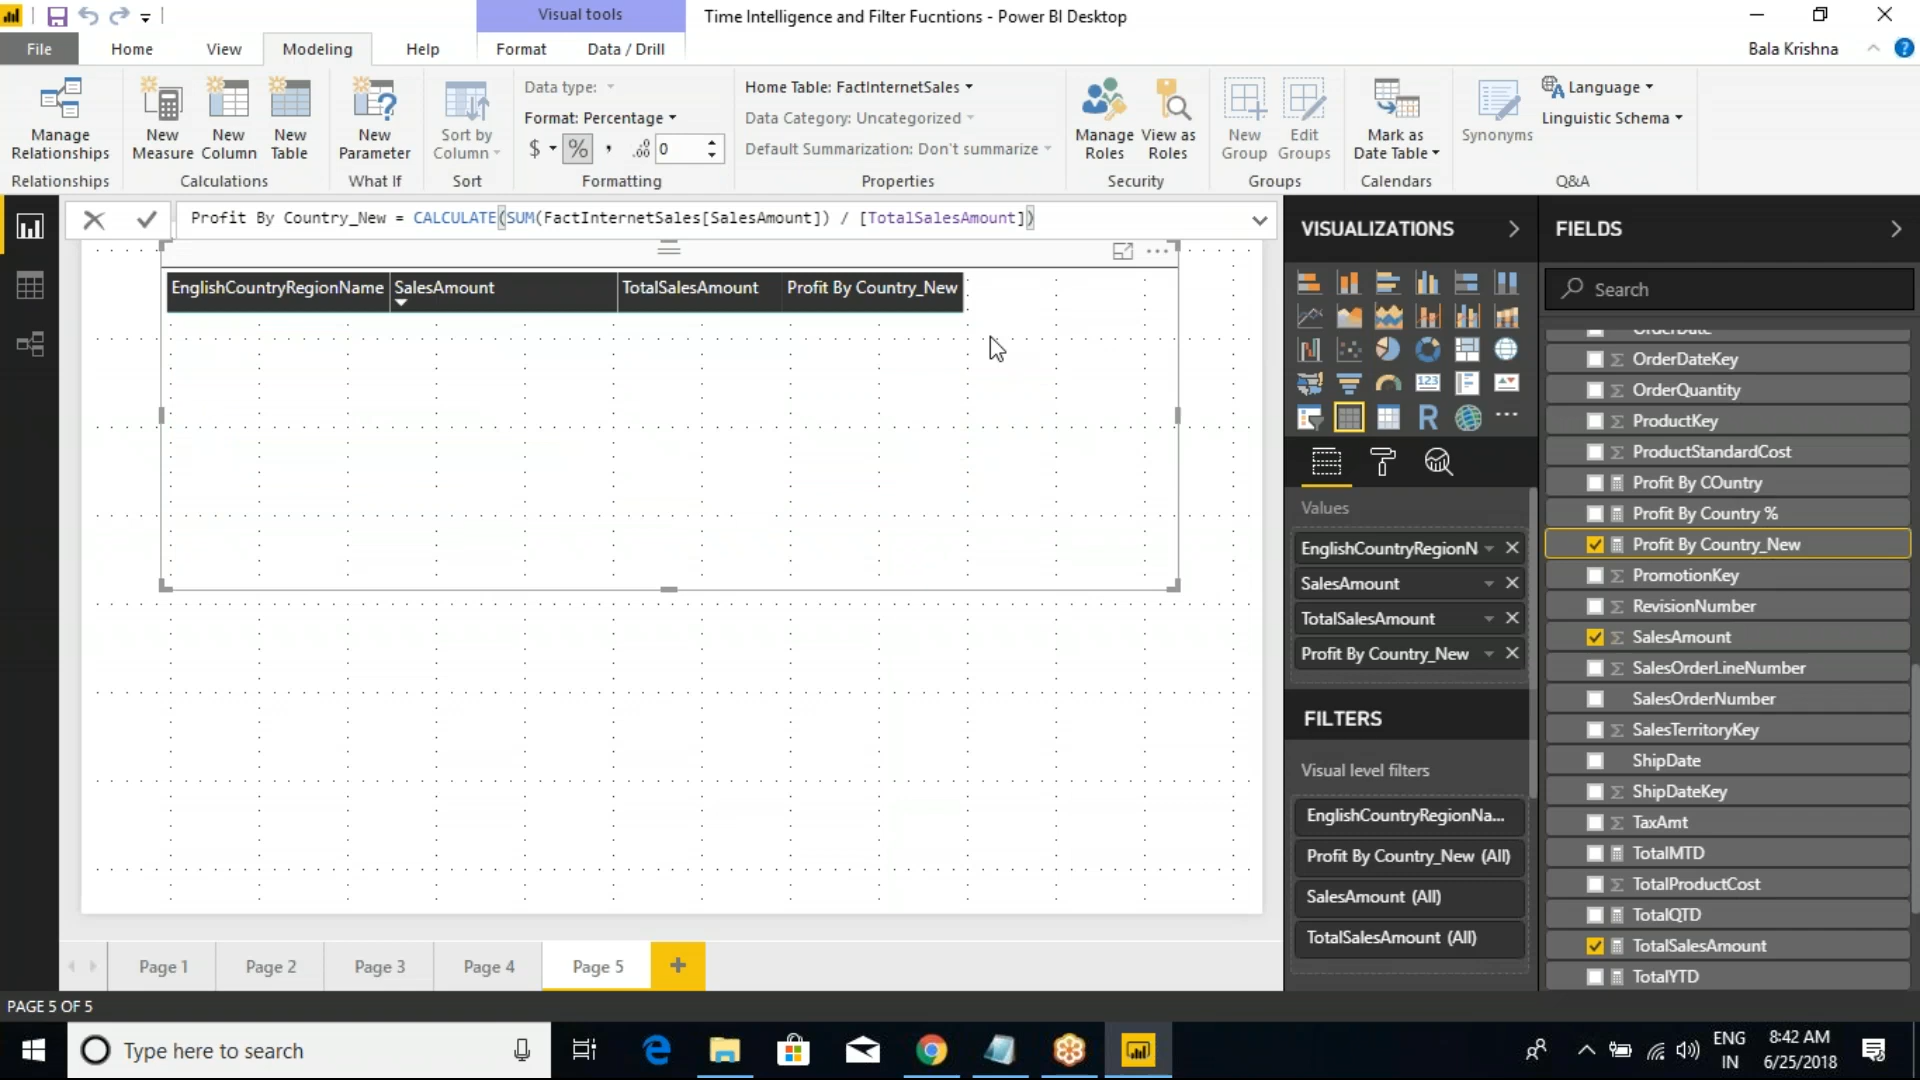 Visual tools
Time Intelligence and Filter Fucntions - Power BI Desktop
File
Home
View
Modeling
Help
Format
Data / Drill
Bala Krishna
Manage Relationships
Relationships
New Measure
New Column
New Table
Calculations
New Parameter
What If
Sort by Column
Sort
Data type:
Format: Percentage
$
%
,
.00
0
Formatting
Home Table: FactInternetSales
Data Category: Uncategorized
Default Summarization: Don't summarize
Properties
Manage Roles
View as Roles
Security
New Group
Edit Groups
Groups
Mark as Date Table
Calendars
Synonyms
Language
Linguistic Schema
Q&A
Profit By Country_New = CALCULATE(SUM(FactInternetSales[SalesAmount]) / [TotalSalesAmount])
EnglishCountryRegionName
SalesAmount
TotalSalesAmount
Profit By Country_New
VISUALIZATIONS
123
R
Values
EnglishCountryRegionN
SalesAmount
TotalSalesAmount
Profit By Country_New
FILTERS
Visual level filters
EnglishCountryRegionNa...
Profit By Country_New (All)
SalesAmount (All)
TotalSalesAmount (All)
FIELDS
Search
OrderDate
OrderDateKey
OrderQuantity
ProductKey
ProductStandardCost
Profit By COuntry
Profit By Country %
Profit By Country_New
PromotionKey
RevisionNumber
SalesAmount
SalesOrderLineNumber
SalesOrderNumber
SalesTerritoryKey
ShipDate
ShipDateKey
TaxAmt
TotalMTD
TotalProductCost
TotalQTD
TotalSalesAmount
TotalYTD
Page 1
Page 2
Page 3
Page 4
Page 5
+
PAGE 5 OF 5
Type here to search
ENG
IN
8:42 AM
6/25/2018